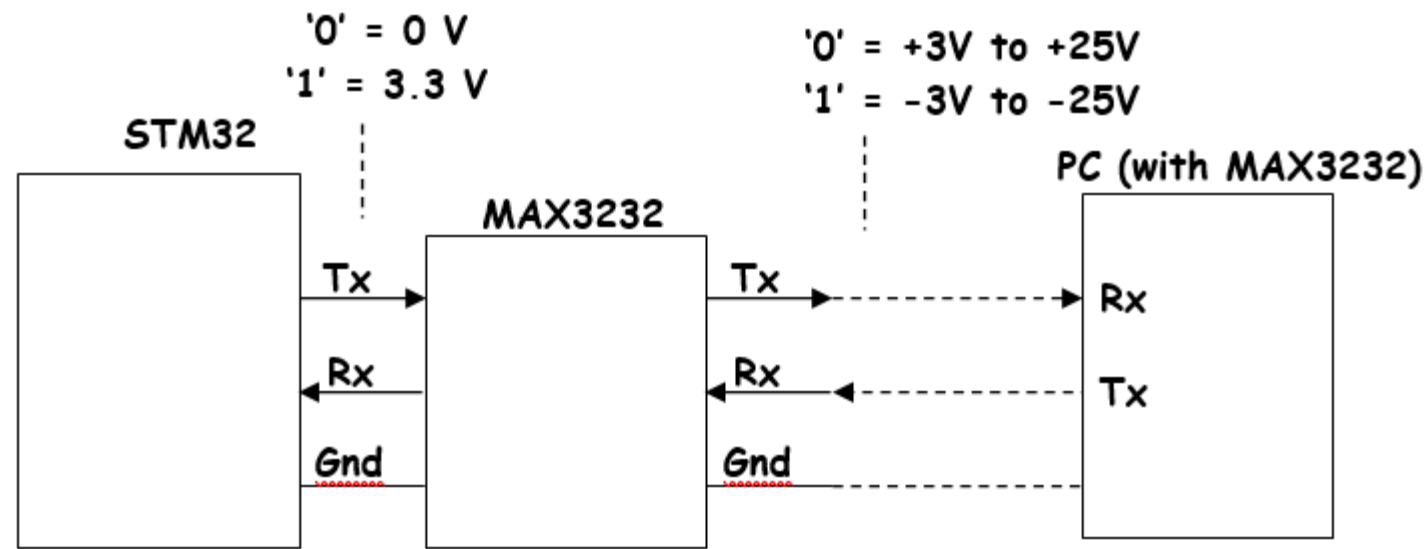 ‘0’ = 0 V
‘1’ = 3.3 V
‘0’ = +3V to +25V
‘1’ = -3V to -25V
STM32
MAX3232
PC (with MAX3232)
Tx
Tx
Rx
Rx
Rx
Tx
Gnd
Gnd